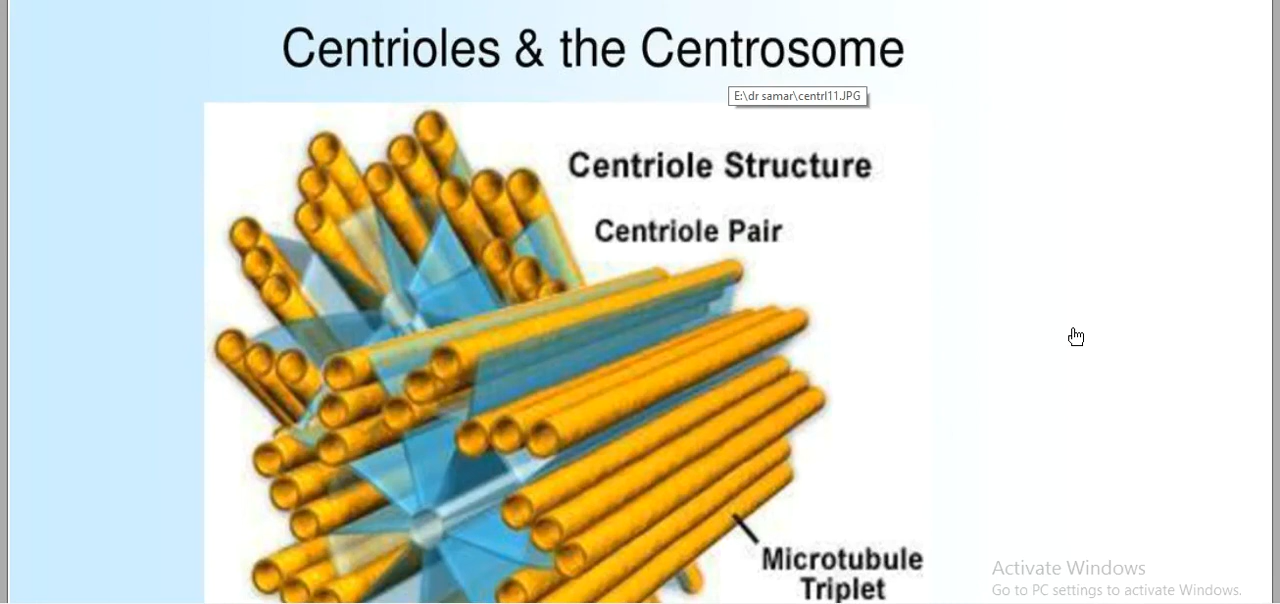 Centrioles & the Centrosome
E:\dr samar\centrl11.JPG
Centriole Structure
Centriole Pair
Microtubule
Triplet
Activate Windows
Go to PC settings to activate Windows.